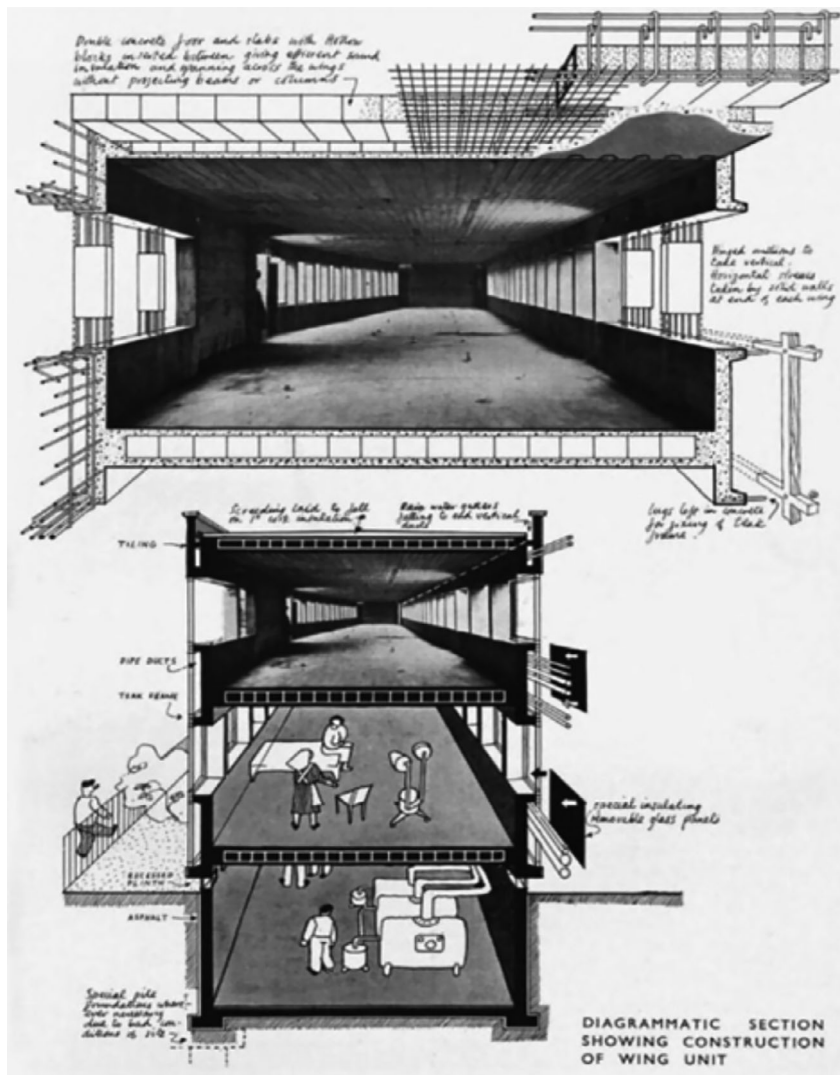 Double concrete floor and slabs with Hollow
blocks inserted between giving efficient sound
insulation and spanning across the wings
without projecting beams or columns
Hinged mullions to
take vertical.
Horizontal stresses
taken by solid walls
at end of each wing
Lugs left in concrete
for fixing of teak
frame.
Screeding laid to fall
on 1" cork insulation
Rain water gutters
falling to end vertical
ducts
TILING
PIPE DUCTS
TEAK FRAME
special insulating
removable glass panels
RECESSED
PLINTH
ASPHALT
Special pile
foundations where-
ever necessary
due to bad con-
ditions of site
DIAGRAMMATIC SECTION
SHOWING CONSTRUCTION
OF WING UNIT